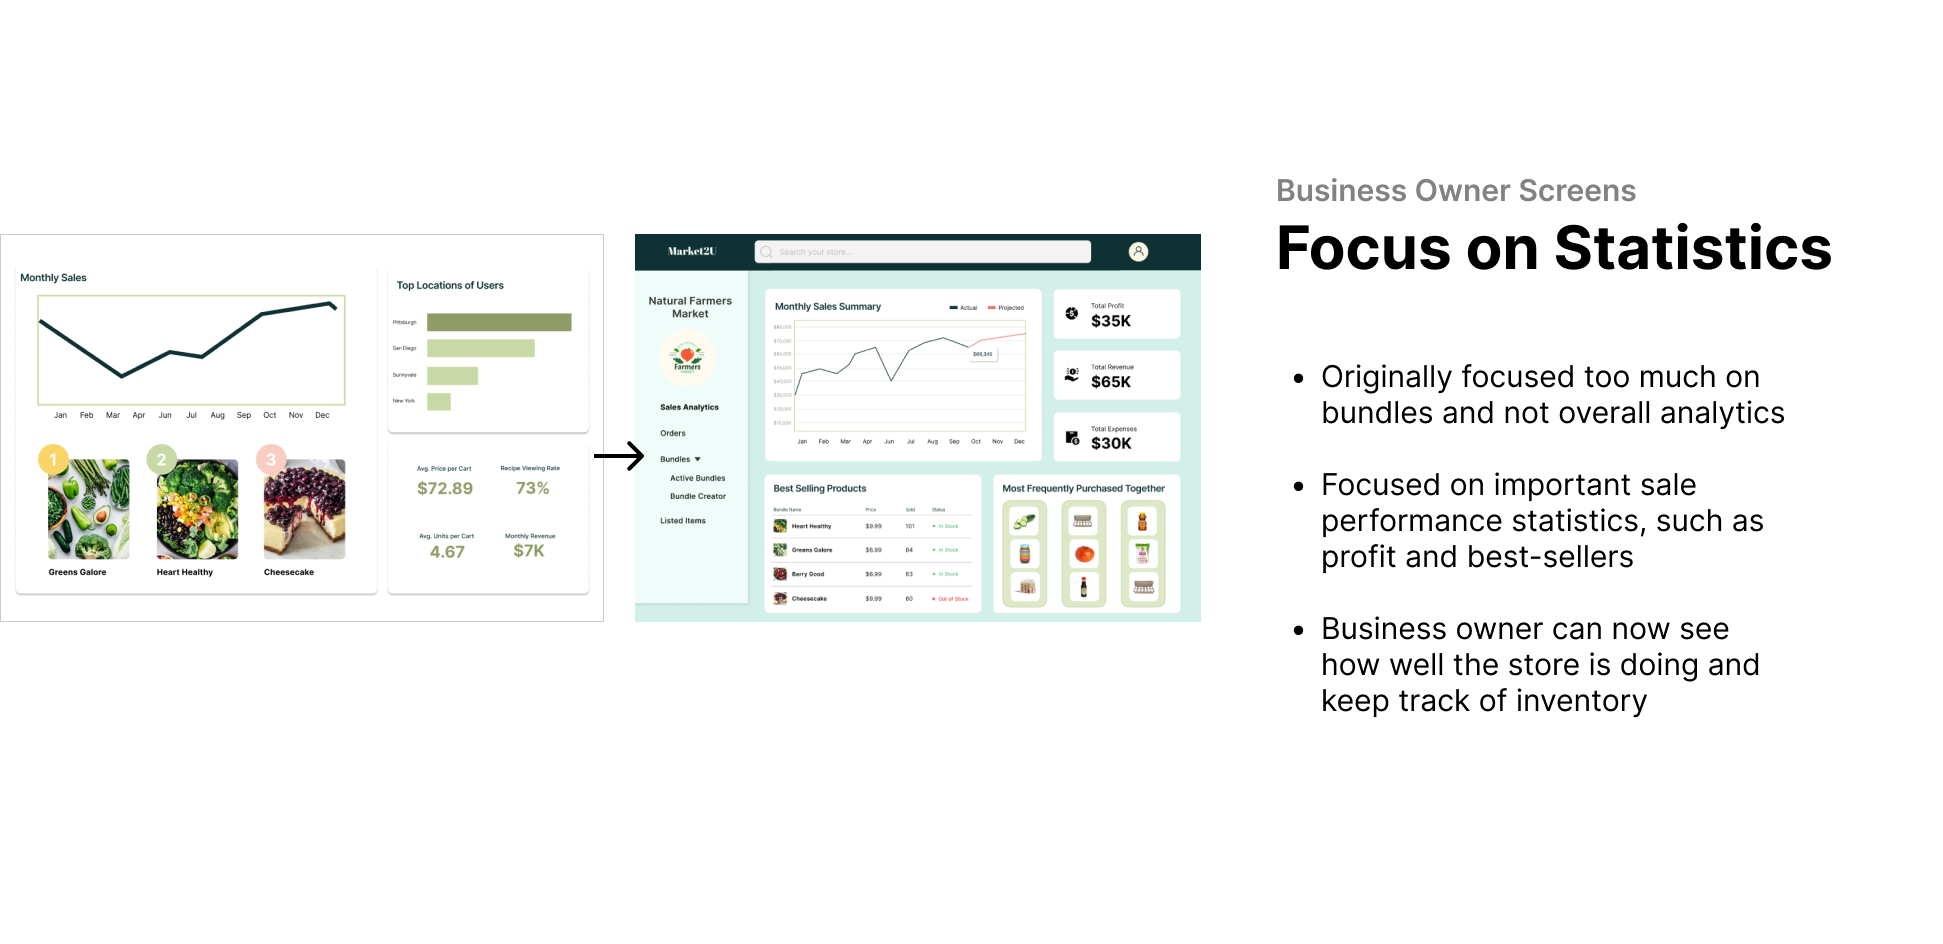 Monthly Sales
Jan Feb Mar Apr Jun Jul Aug Sep Oct Nov Dec
1 2 3
Greens Galore Heart Healthy Cheesecake
Top Locations of Users
Pittsburgh
San Diego
Sunnyvale
New York
Avg. Price per Cart Recipe Viewing Rate
$72.89 73%
Avg. Units per Cart Monthly Revenue
4.67 $7K
Market2U
Search your store...
Natural Farmers
Market
Farmers
MARKET
Sales Analytics
Orders
Bundles
Active Bundles
Bundle Creator
Listed Items
Monthly Sales Summary
Actual Projected
$80,000
$70,000
$60,000
$50,000
$40,000
$30,000
$20,000
$10,000
$66,345
Jan Feb Mar Apr Jun Jul Aug Sep Oct Nov Dec
Total Profit
$35K
Total Revenue
$65K
Total Expenses
$30K
Best Selling Products
Bundle Name Price Sold Status
Heart Healthy $9.99 101 In Stock
Greens Galore $6.99 84 In Stock
Berry Good $6.99 63 In Stock
Cheesecake $9.99 60 Out of Stock
Most Frequently Purchased Together
Business Owner Screens
Focus on Statistics
Originally focused too much on
bundles and not overall analytics
Focused on important sale
performance statistics, such as
profit and best-sellers
Business owner can now see
how well the store is doing and
keep track of inventory